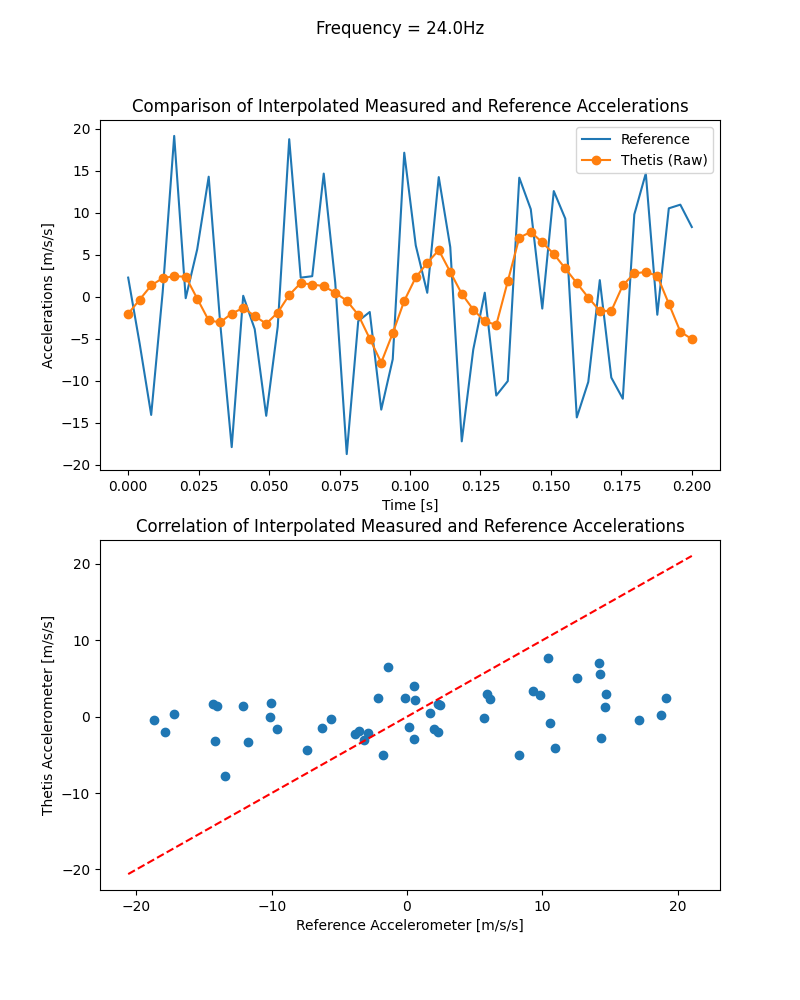 Frequency = 24.0Hz
Comparison of Interpolated Measured and Reference Accelerations
Reference
Thetis (Raw)
Accelerations [m/s/s]
20
15
10
5
0
−5
−10
−15
−20
0.000 0.025 0.050 0.075 0.100 0.125 0.150 0.175 0.200
Time [s]
Correlation of Interpolated Measured and Reference Accelerations
Thetis Accelerometer [m/s/s]
20
10
0
−10
−20
−20 −10 0 10 20
Reference Accelerometer [m/s/s]